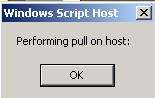 Windows Script Host
Performing pull on host:
OK